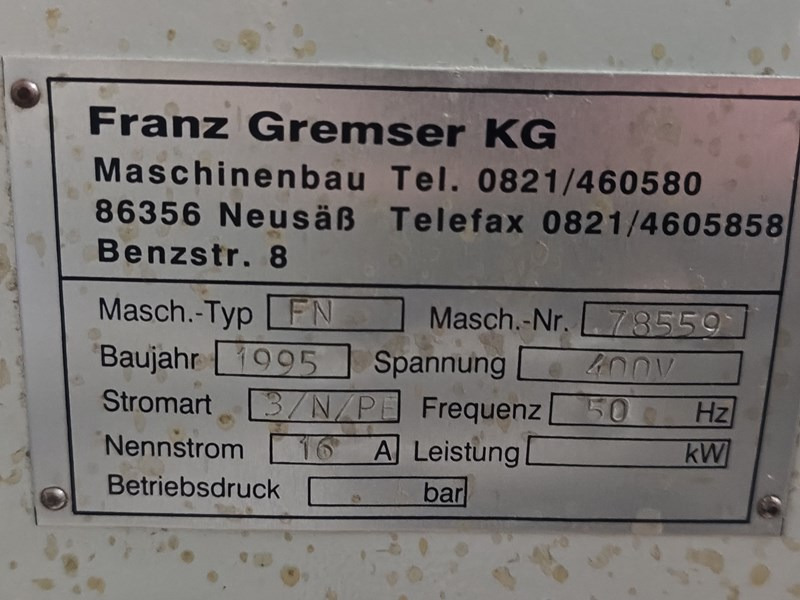 Franz Gremser KG
Maschinenbau Tel. 0821/460580
86356 Neusäß Telefax 0821/4605858
Benzstr. 8
Masch.-Typ FN Masch.-Nr. 78559
Baujahr 1995 Spannung 400V
Stromart 3/N/PE Frequenz 50 Hz
Nennstrom 16 A Leistung kW
Betriebsdruck bar